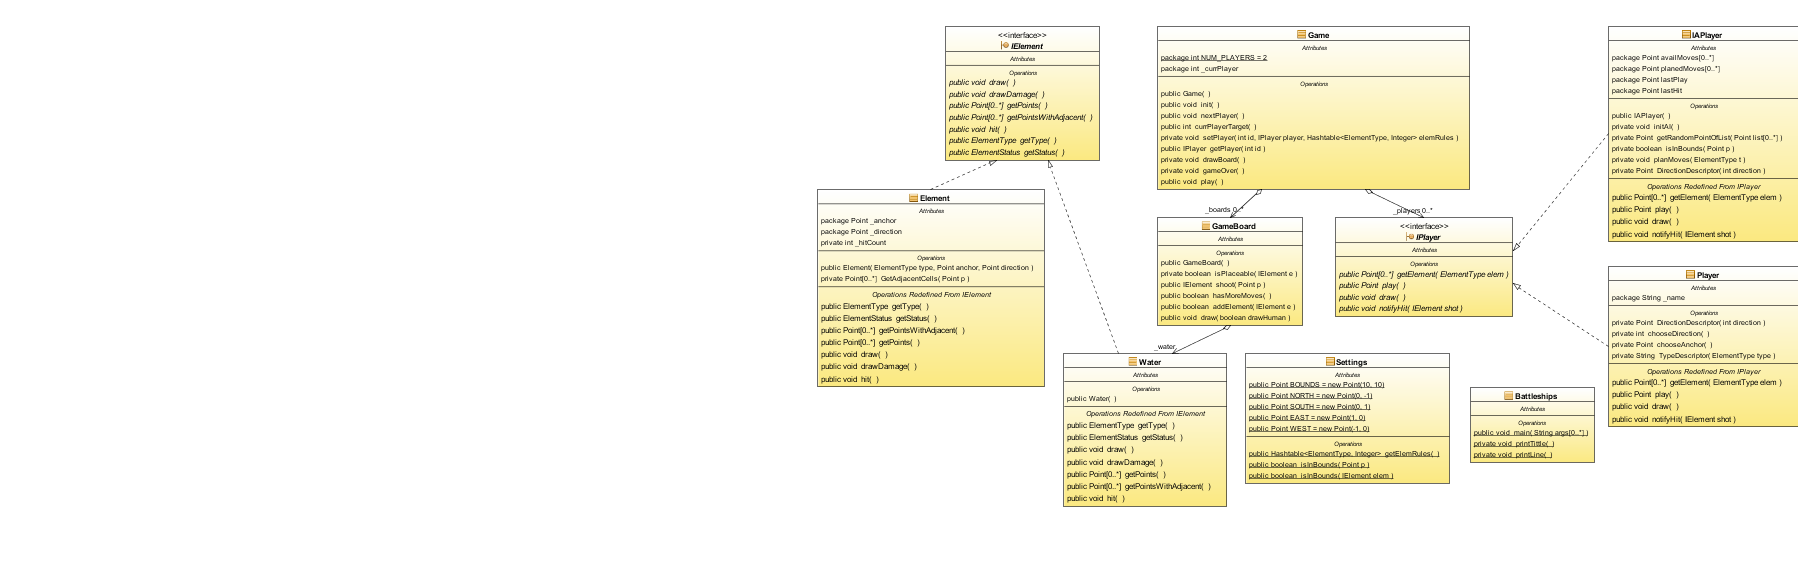 <<interface>>
IElement
Attributes
Operations
public void draw( )
public void drawDamage( )
public Point[0..*] getPoints( )
public Point[0..*] getPointsWithAdjacent( )
public void hit( )
public ElementType getType( )
public ElementStatus getStatus( )
Game
Attributes
package int NUM_PLAYERS = 2
package int _currPlayer
Operations
public Game( )
public void init( )
public void nextPlayer( )
public int currPlayerTarget( )
private void setPlayer( int id, IPlayer player, Hashtable<ElementType, Integer> elemRules )
public IPlayer getPlayer( int id )
private void drawBoard( )
private void gameOver( )
public void play( )
IAPlayer
Attributes
package Point availMoves[0..*]
package Point planedMoves[0..*]
package Point lastPlay
package Point lastHit
Operations
public IAPlayer( )
private void initAI( )
private Point getRandomPointOfList( Point list[0..*] )
private boolean isInBounds( Point p )
private void planMoves( ElementType t )
private Point DirectionDescriptor( int direction )
Operations Redefined From IPlayer
public Point[0..*] getElement( ElementType elem )
public Point play( )
public void draw( )
public void notifyHit( IElement shot )
Element
Attributes
package Point _anchor
package Point _direction
private int _hitCount
Operations
public Element( ElementType type, Point anchor, Point direction )
private Point[0..*] GetAdjacentCells( Point p )
Operations Redefined From IElement
public ElementType getType( )
public ElementStatus getStatus( )
public Point[0..*] getPointsWithAdjacent( )
public Point[0..*] getPoints( )
public void draw( )
public void drawDamage( )
public void hit( )
_boards 0..*
_players 0..*
GameBoard
Attributes
Operations
public GameBoard( )
private boolean isPlaceable( IElement e )
public IElement shoot( Point p )
public boolean hasMoreMoves( )
public boolean addElement( IElement e )
public void draw( boolean drawHuman )
<<interface>>
IPlayer
Attributes
Operations
public Point[0..*] getElement( ElementType elem )
public Point play( )
public void draw( )
public void notifyHit( IElement shot )
Player
Attributes
package String _name
Operations
private Point DirectionDescriptor( int direction )
private int chooseDirection( )
private Point chooseAnchor( )
private String TypeDescriptor( ElementType type )
Operations Redefined From IPlayer
public Point[0..*] getElement( ElementType elem )
public Point play( )
public void draw( )
public void notifyHit( IElement shot )
_water
Water
Attributes
Operations
public Water( )
Operations Redefined From IElement
public ElementType getType( )
public ElementStatus getStatus( )
public void draw( )
public void drawDamage( )
public Point[0..*] getPoints( )
public Point[0..*] getPointsWithAdjacent( )
public void hit( )
Settings
Attributes
public Point BOUNDS = new Point(10, 10)
public Point NORTH = new Point(0, -1)
public Point SOUTH = new Point(0, 1)
public Point EAST = new Point(1, 0)
public Point WEST = new Point(-1, 0)
Operations
public Hashtable<ElementType, Integer> getElemRules( )
public boolean isInBounds( Point p )
public boolean isInBounds( IElement elem )
Battleships
Attributes
Operations
public void main( String args[0..*] )
private void printTittle( )
private void printLine( )